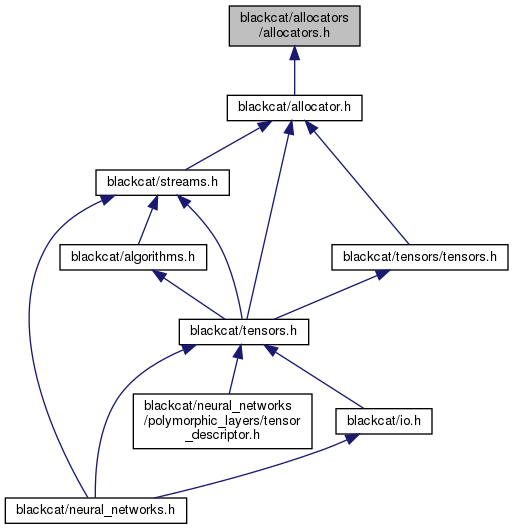 blackcat/allocators
/allocators.h
blackcat/allocator.h
blackcat/streams.h
blackcat/algorithms.h
blackcat/tensors/tensors.h
blackcat/tensors.h
blackcat/neural_networks
/polymorphic_layers/tensor
_descriptor.h
blackcat/io.h
blackcat/neural_networks.h